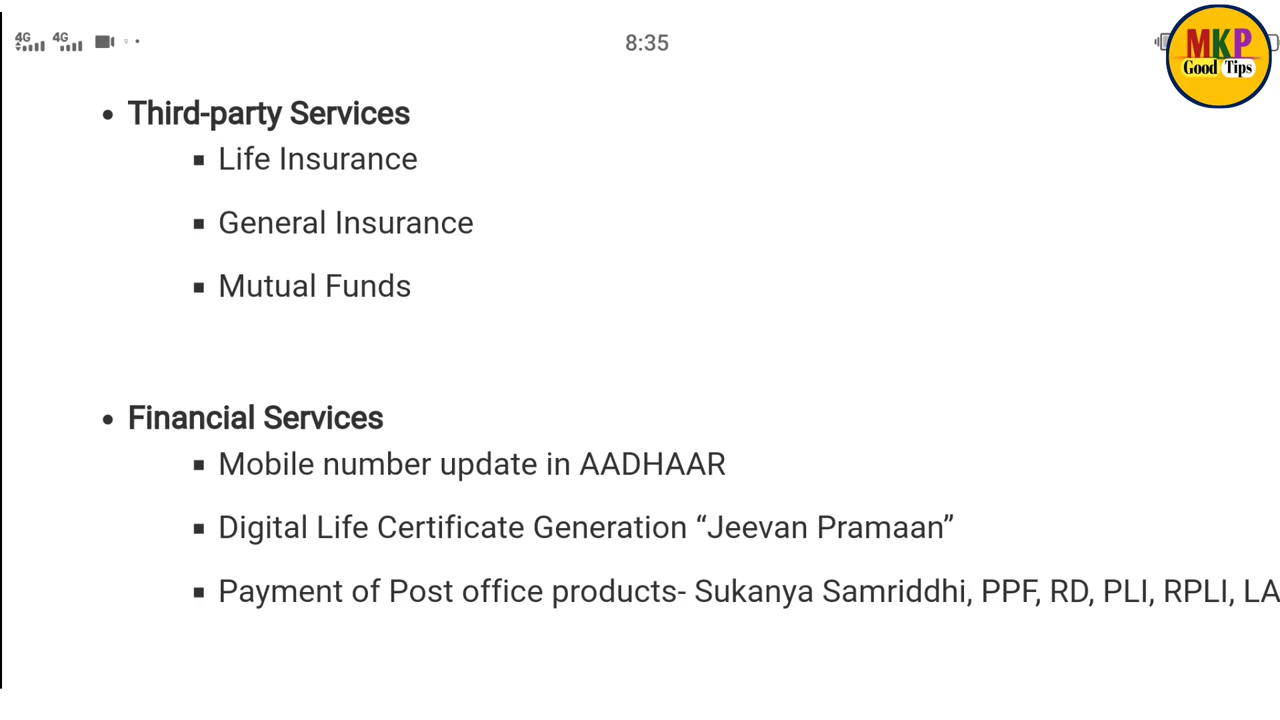 4G 4G 8:35
MKP
Good Tips
• Third-party Services
▪ Life Insurance
▪ General Insurance
▪ Mutual Funds
• Financial Services
▪ Mobile number update in AADHAAR
▪ Digital Life Certificate Generation “Jeevan Pramaan”
▪ Payment of Post office products- Sukanya Samriddhi, PPF, RD, PLI, RPLI, LA